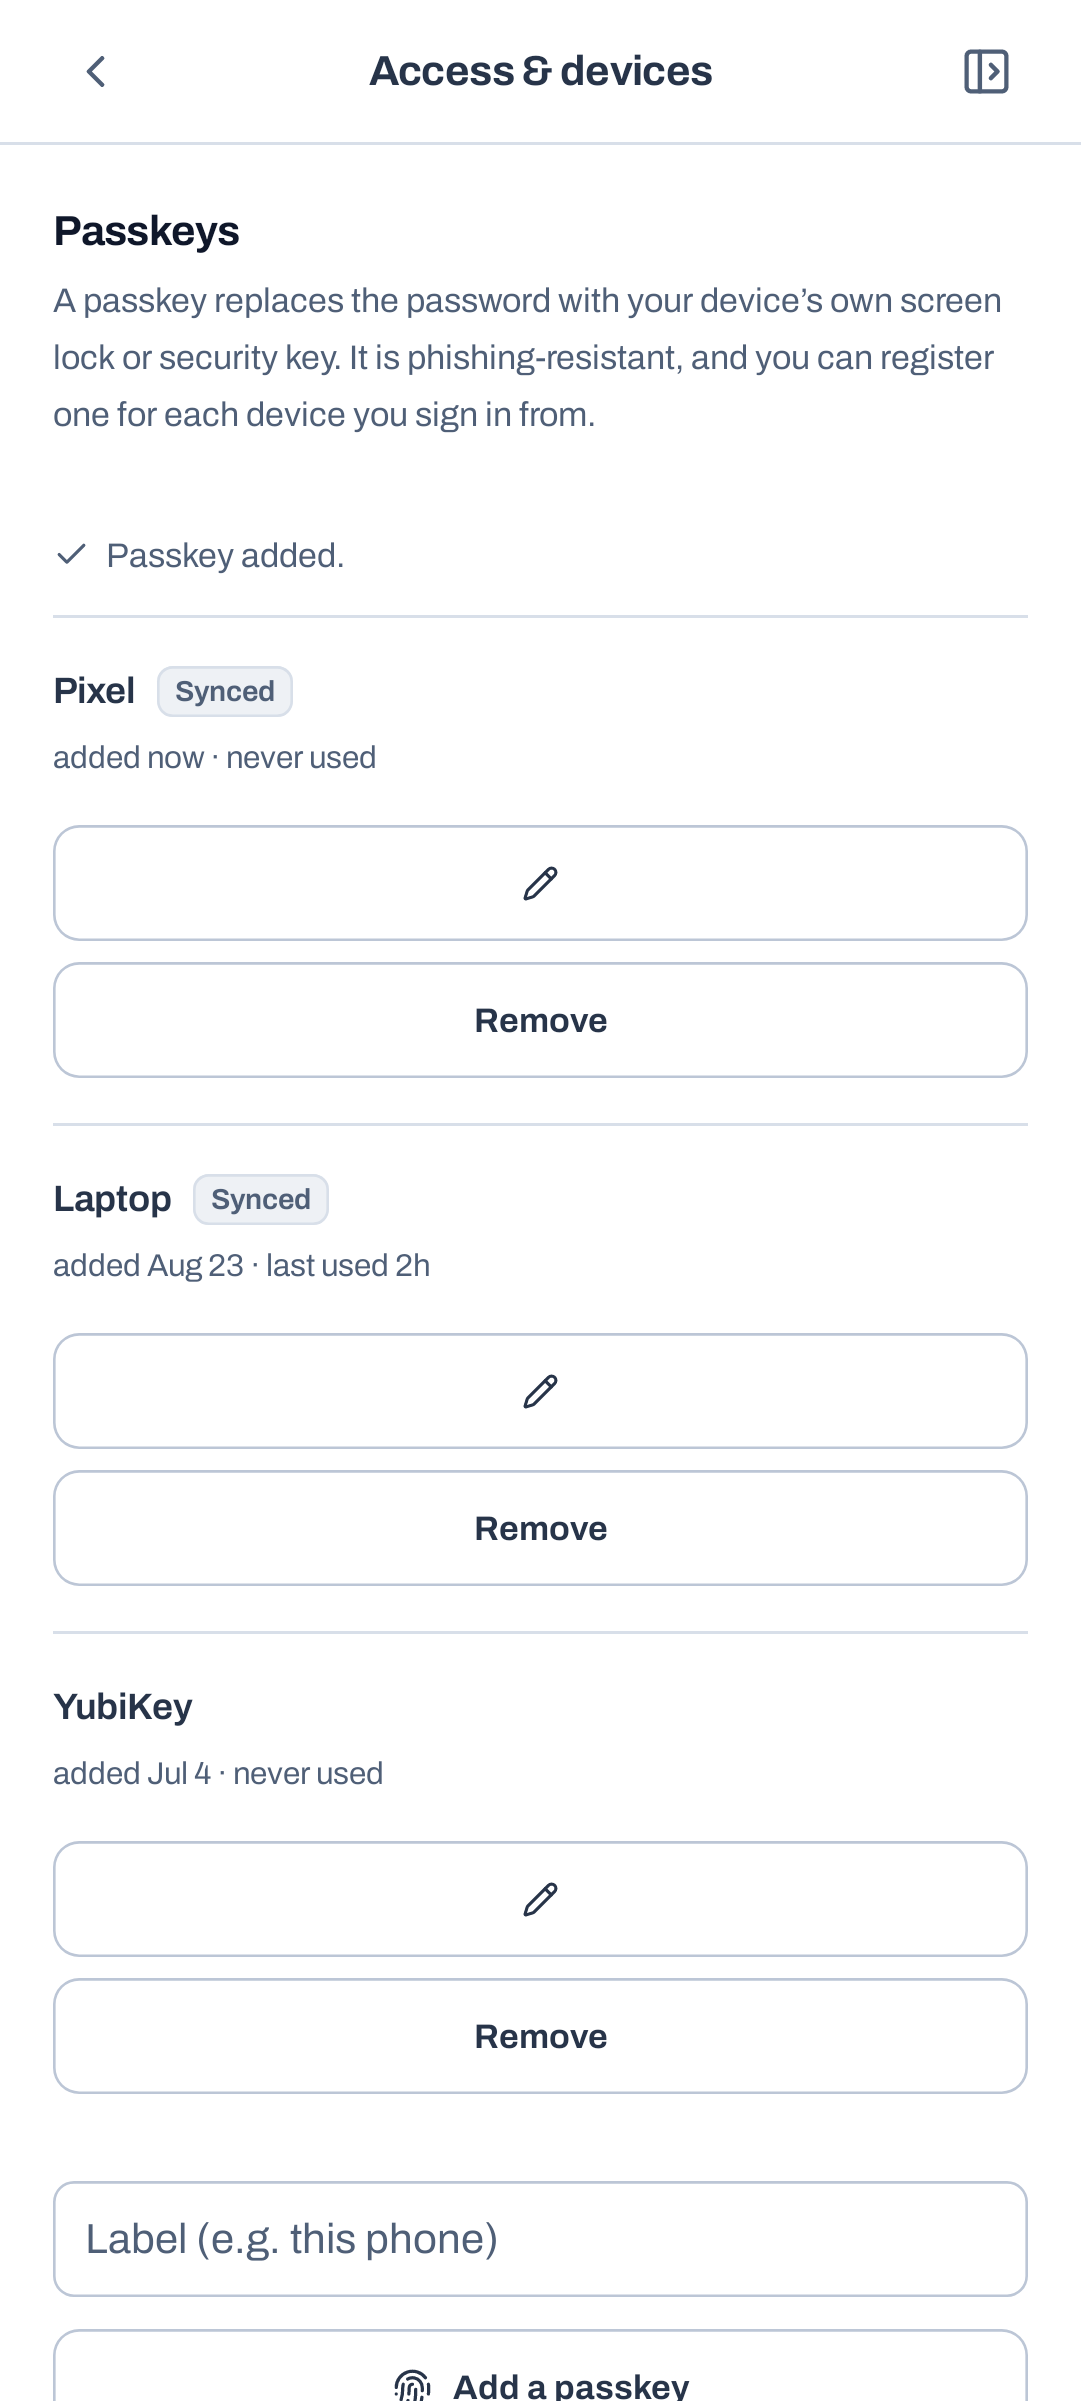 Access & devices
Passkeys
A passkey replaces the password with your device’s own screen
lock or security key. It is phishing-resistant, and you can register
one for each device you sign in from.
Passkey added.
Pixel Synced
added now · never used
Remove
Laptop Synced
added Aug 23 · last used 2h
Remove
YubiKey
added Jul 4 · never used
Remove
Label (e.g. this phone)
Add a passkey